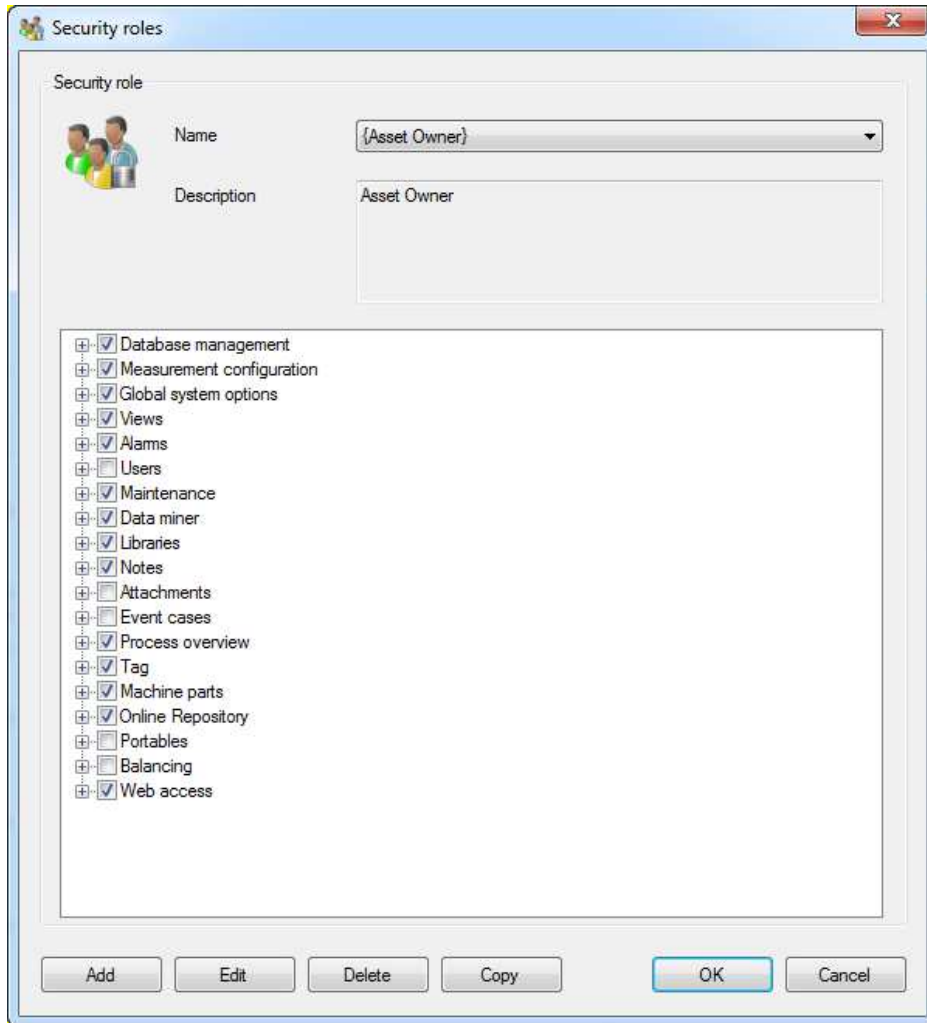 Security roles
Security role
Name
{Asset Owner}
Description
Asset Owner
Database management
Measurement configuration
Global system options
Views
Alarms
Users
Maintenance
Data miner
Libraries
Notes
Attachments
Event cases
Process overview
Tag
Machine parts
Online Repository
Portables
Balancing
Web access
Add
Edit
Delete
Copy
OK
Cancel